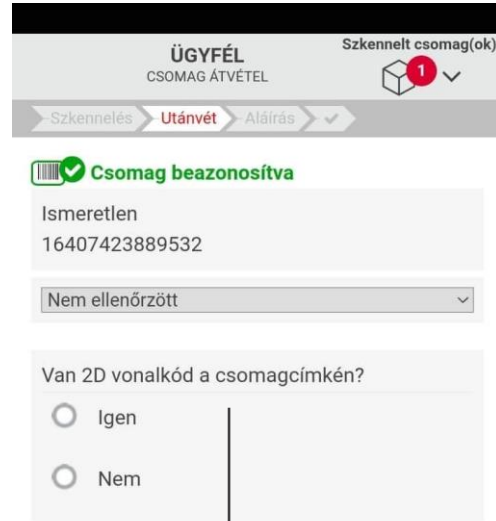 ÜGYFÉL
CSOMAG ÁTVÉTEL
Szkennelt csomag(ok)
1
Szkennelés
Utánvét
Aláírás
Csomag beazonosítva
Ismeretlen
16407423889532
Nem ellenőrzött
Van 2D vonalkód a csomagcímkén?
Igen
Nem